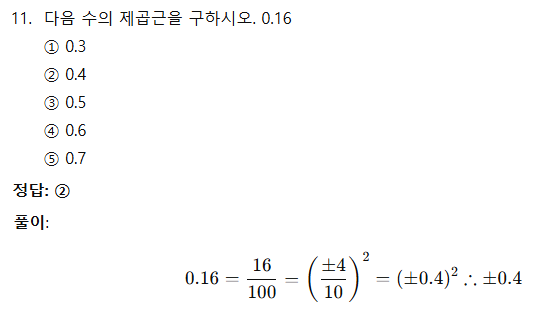 11. 다음 수의 제곱근을 구하시오. 0.16
① 0.3
② 0.4
③ 0.5
④ 0.6
⑤ 0.7
정답: ②
풀이:
0.16 = 16/100 = (±4/10)² = (±0.4)² ∴ ±0.4